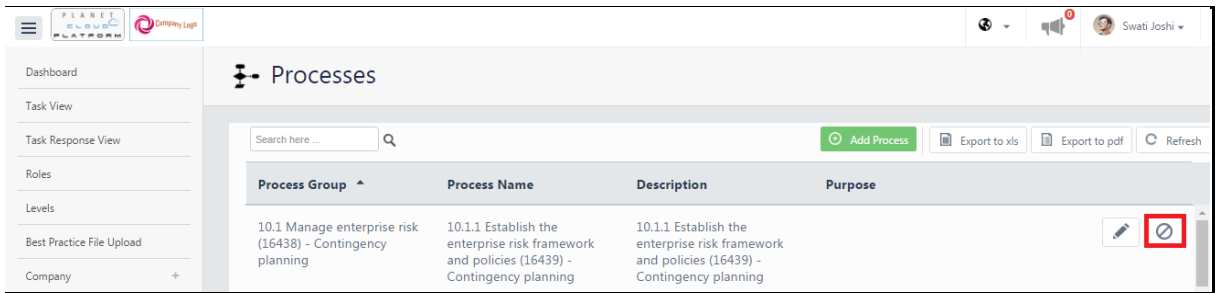 PLANET
CLOUD
PLATFORM
Company Logo
0
Swati Joshi
Dashboard
Task View
Task Response View
Roles
Levels
Best Practice File Upload
Company +
Processes
Search here ...
Add Process
Export to xls
Export to pdf
Refresh
Process Group Process Name Description Purpose
10.1 Manage enterprise risk
(16438) - Contingency
planning
10.1.1 Establish the
enterprise risk framework
and policies (16439) -
Contingency planning
10.1.1 Establish the
enterprise risk framework
and policies (16439) -
Contingency planning